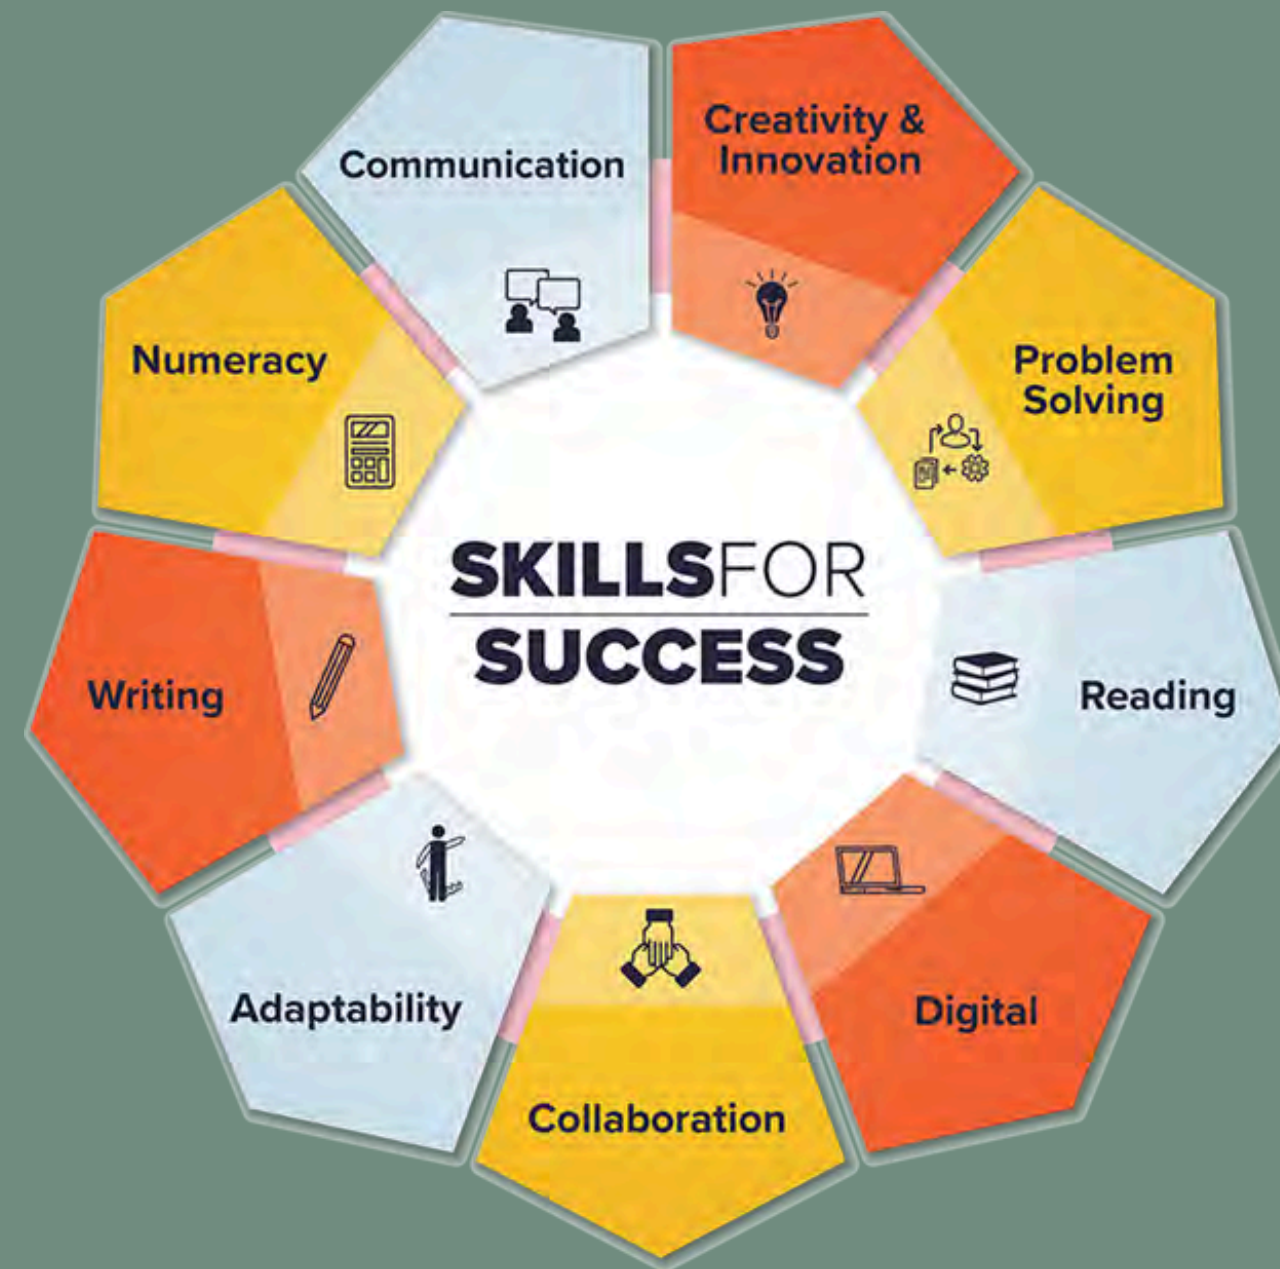 Communication
Creativity &
Innovation
Numeracy
Problem
Solving
SKILLSFOR
SUCCESS
Writing
Reading
Adaptability
Digital
Collaboration